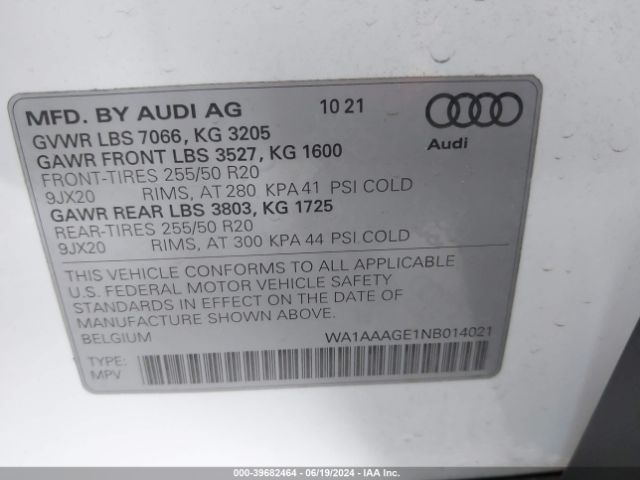 MFD. BY AUDI AG 10 21
GVWR LBS 7066, KG 3205
GAWR FRONT LBS 3527, KG 1600
FRONT-TIRES 255/50 R20
9JX20 RIMS, AT 280 KPA 41 PSI COLD
GAWR REAR LBS 3803, KG 1725
REAR-TIRES 255/50 R20
9JX20 RIMS, AT 300 KPA 44 PSI COLD
Audi
THIS VEHICLE CONFORMS TO ALL APPLICABLE
U.S. FEDERAL MOTOR VEHICLE SAFETY
STANDARDS IN EFFECT ON THE DATE OF
MANUFACTURE SHOWN ABOVE.
BELGIUM WA1AAAGE1NB014021
TYPE:
MPV
000-39682464 - 06/19/2024 - IAA Inc.